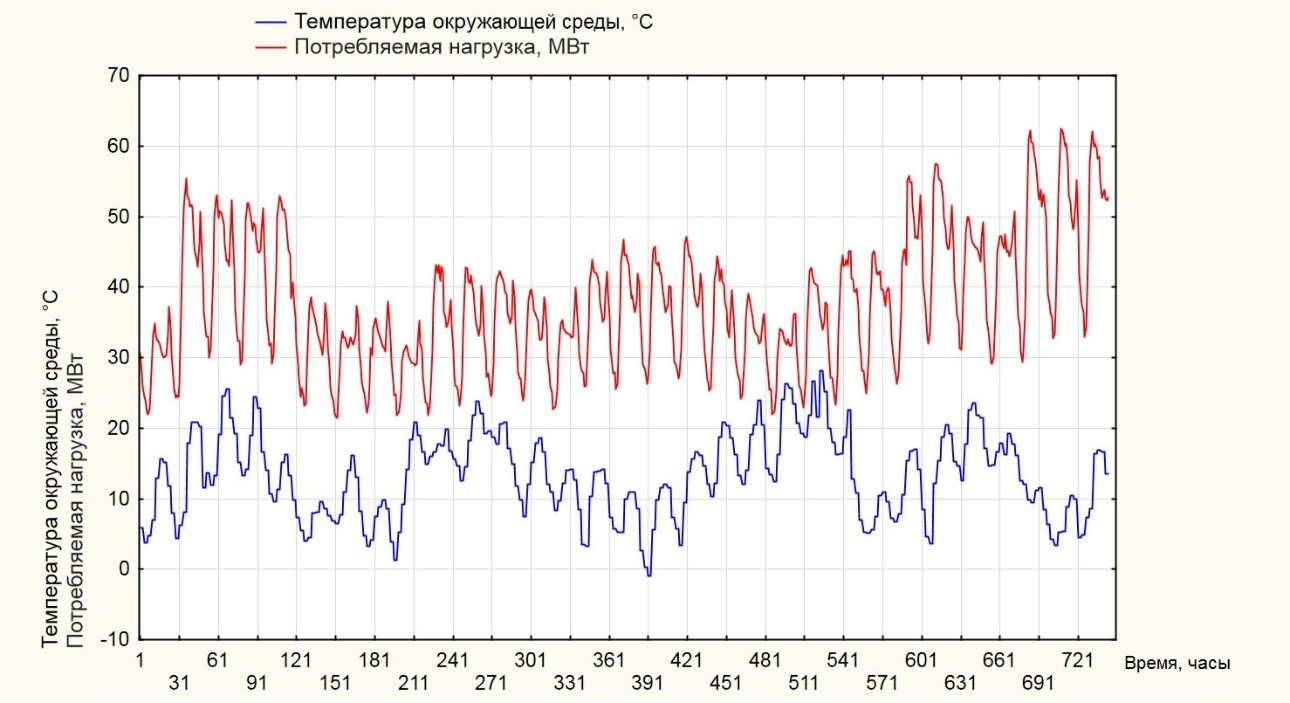 Температура окружающей среды, °C
Потребляемая нагрузка, МВт
Температура окружающей среды, °C
Потребляемая нагрузка, МВт
70
60
50
40
30
20
10
0
-10
1 61 121 181 241 301 361 421 481 541 601 661 721
31 91 151 211 271 331 391 451 511 571 631 691
Время, часы